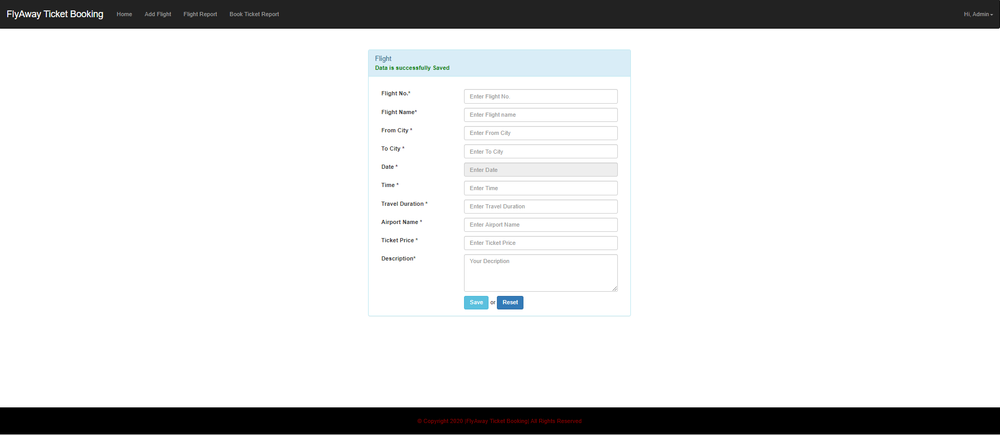 FlyAway Ticket Booking Home Add Flight Flight Report Book Ticket Report Hi, Admin
Flight
Data is successfully Saved
Flight No.* Enter Flight No.
Flight Name* Enter Flight name
From City * Enter From City
To City * Enter To City
Date * Enter Date
Time * Enter Time
Travel Duration * Enter Travel Duration
Airport Name * Enter Airport Name
Ticket Price * Enter Ticket Price
Description* Your Decription
Save or Reset
© Copyright 2020 |FlyAway Ticket Booking| All Rights Reserved